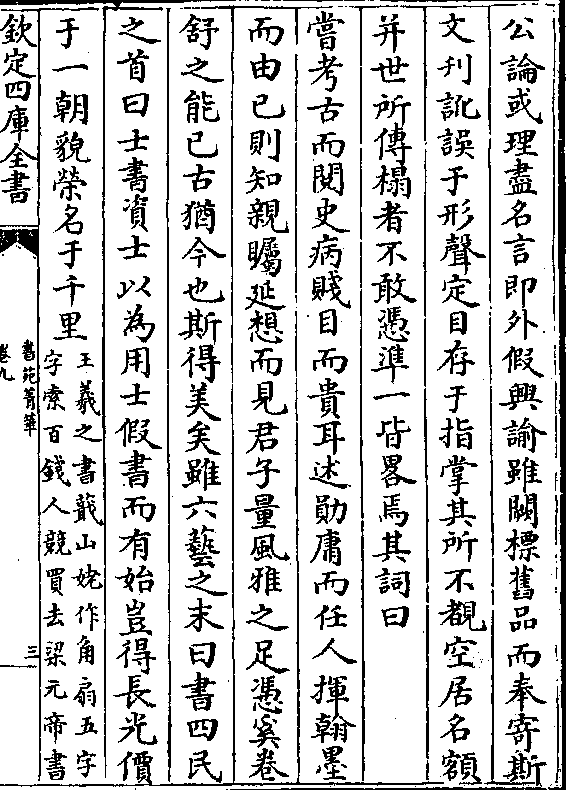 公論或理盡名言即外假興諭雖闕標舊品而奉寄斯
文刋訛誤于形聲定目存于指掌其所不覩空居名額
并世所傳榻者不敢憑準一皆畧焉其詞曰
嘗考古而閱史病賤目而貴耳述勛庸而任人揮翰墨
而由已則知親矚延想而見君子量風雅之足憑奚卷
舒之能已古猶今也斯得美矣雖六藝之末曰書四民
之首曰士書資士以為用士假書而有始豈得長光價
于一朝貌榮名于千里
王羲之書蕺山姥作角扇五字
字索百錢人競買去梁元帝書
欽定四庫全書
書苑菁華
卷九
三